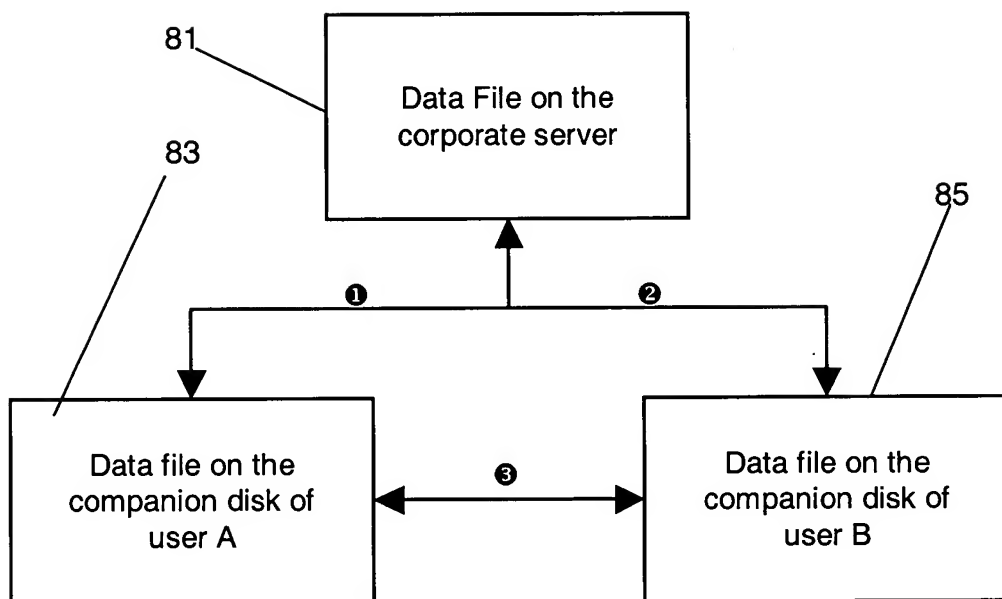 81
Data File on the
corporate server
83
85
❶
❷
Data file on the
companion disk of
user A
❸
Data file on the
companion disk of
user B